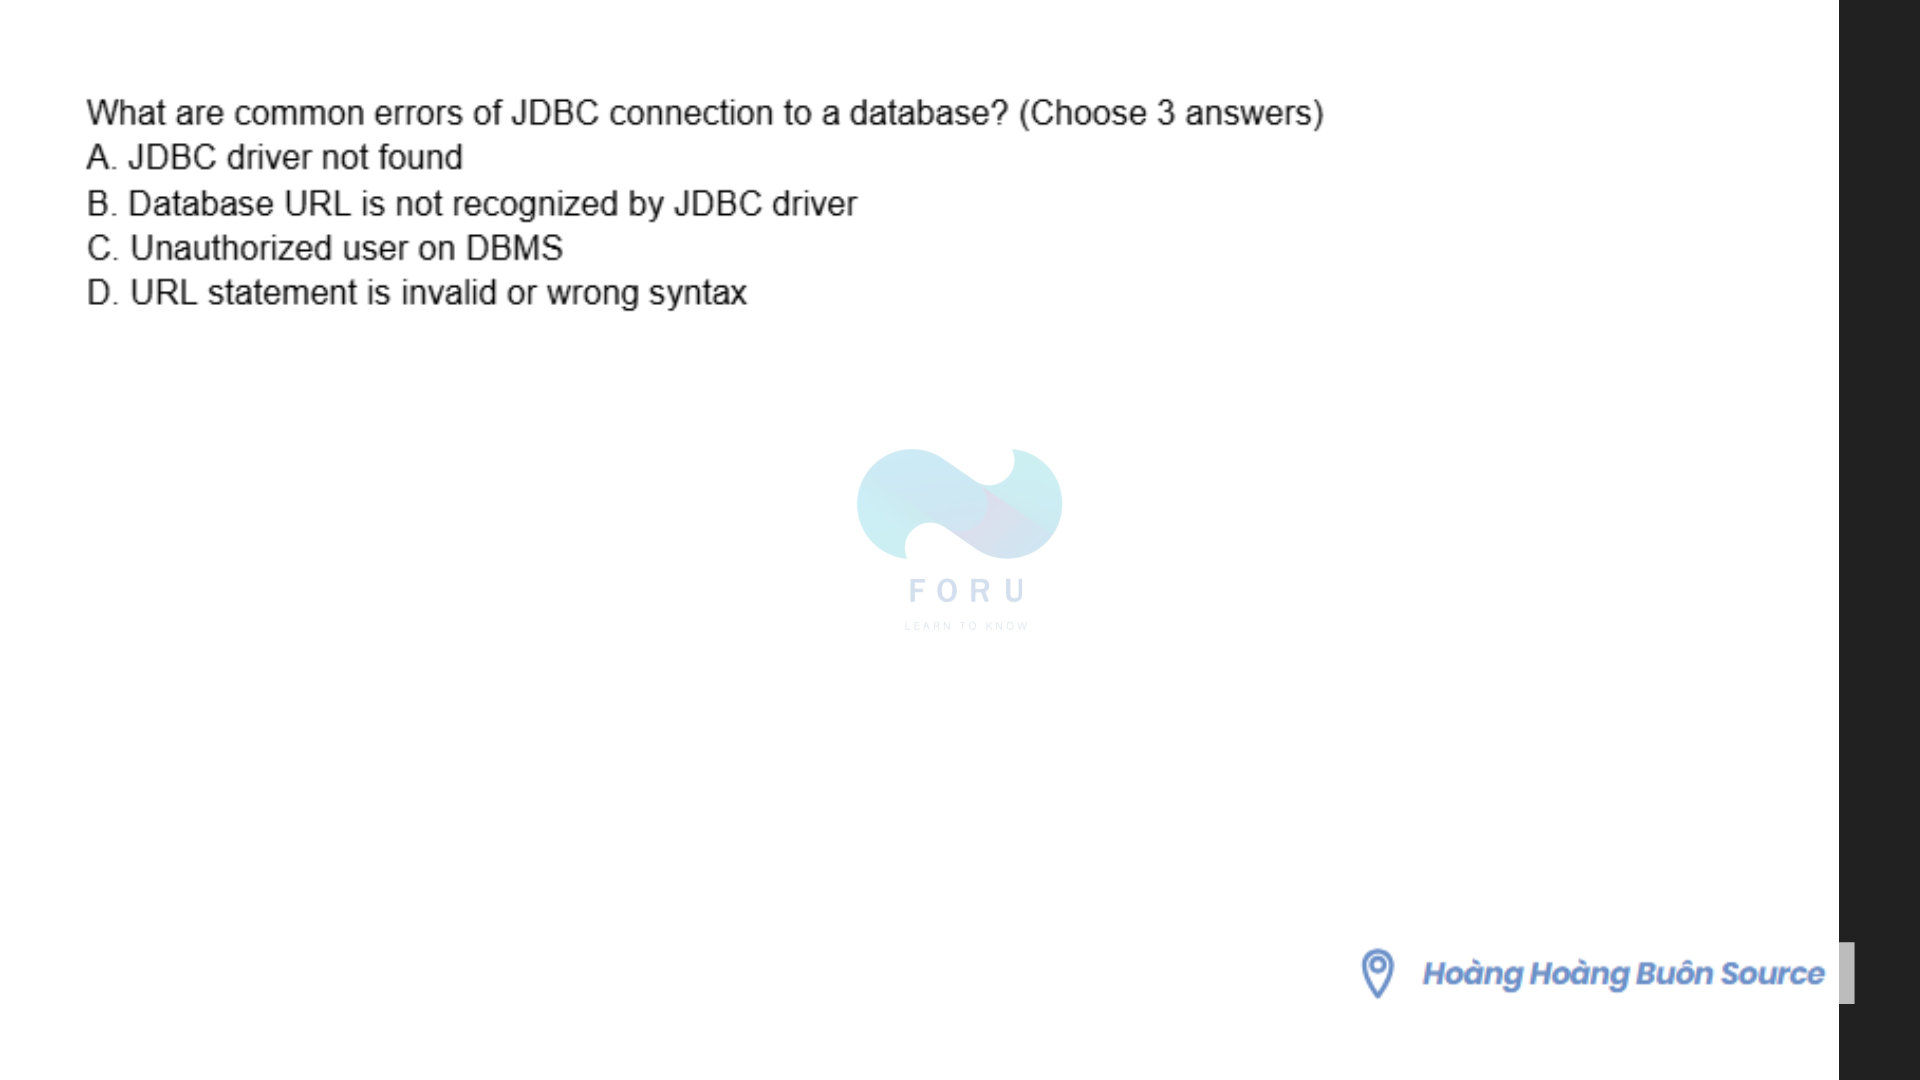 What are common errors of JDBC connection to a database? (Choose 3 answers)
A. JDBC driver not found
B. Database URL is not recognized by JDBC driver
C. Unauthorized user on DBMS
D. URL statement is invalid or wrong syntax
FORU
LEARN TO KNOW
Hoàng Hoàng Buôn Source